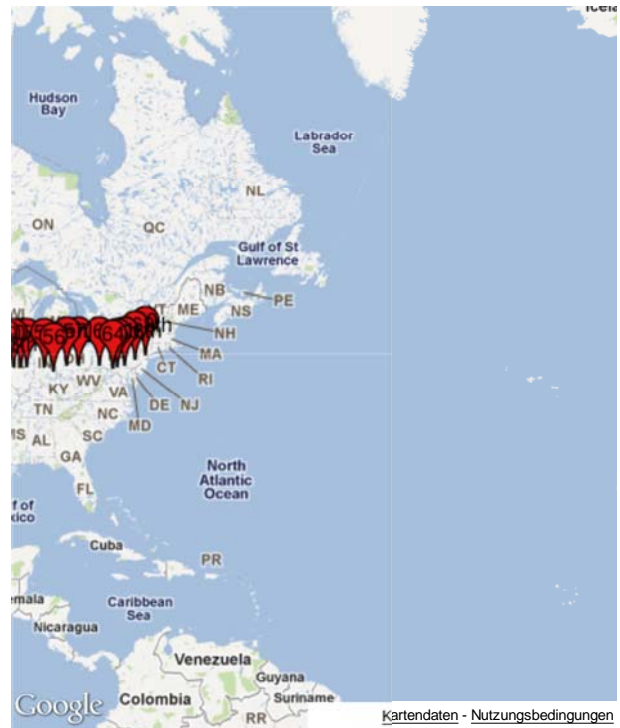 Hudson
Bay
Labrador
Sea
NL
ON
QC
Gulf of St
Lawrence
NB
PE
ME
NS
NH
MA
56
64
CT
RI
KY
WV
VA
NJ
DE
TN
NC
MD
AL
SC
GA
North
Atlantic
Ocean
FL
Cuba
PR
Caribbean
Sea
Nicaragua
Venezuela
Guyana
Google
Colombia
Suriname
RR
Kartendaten - Nutzungsbedingungen